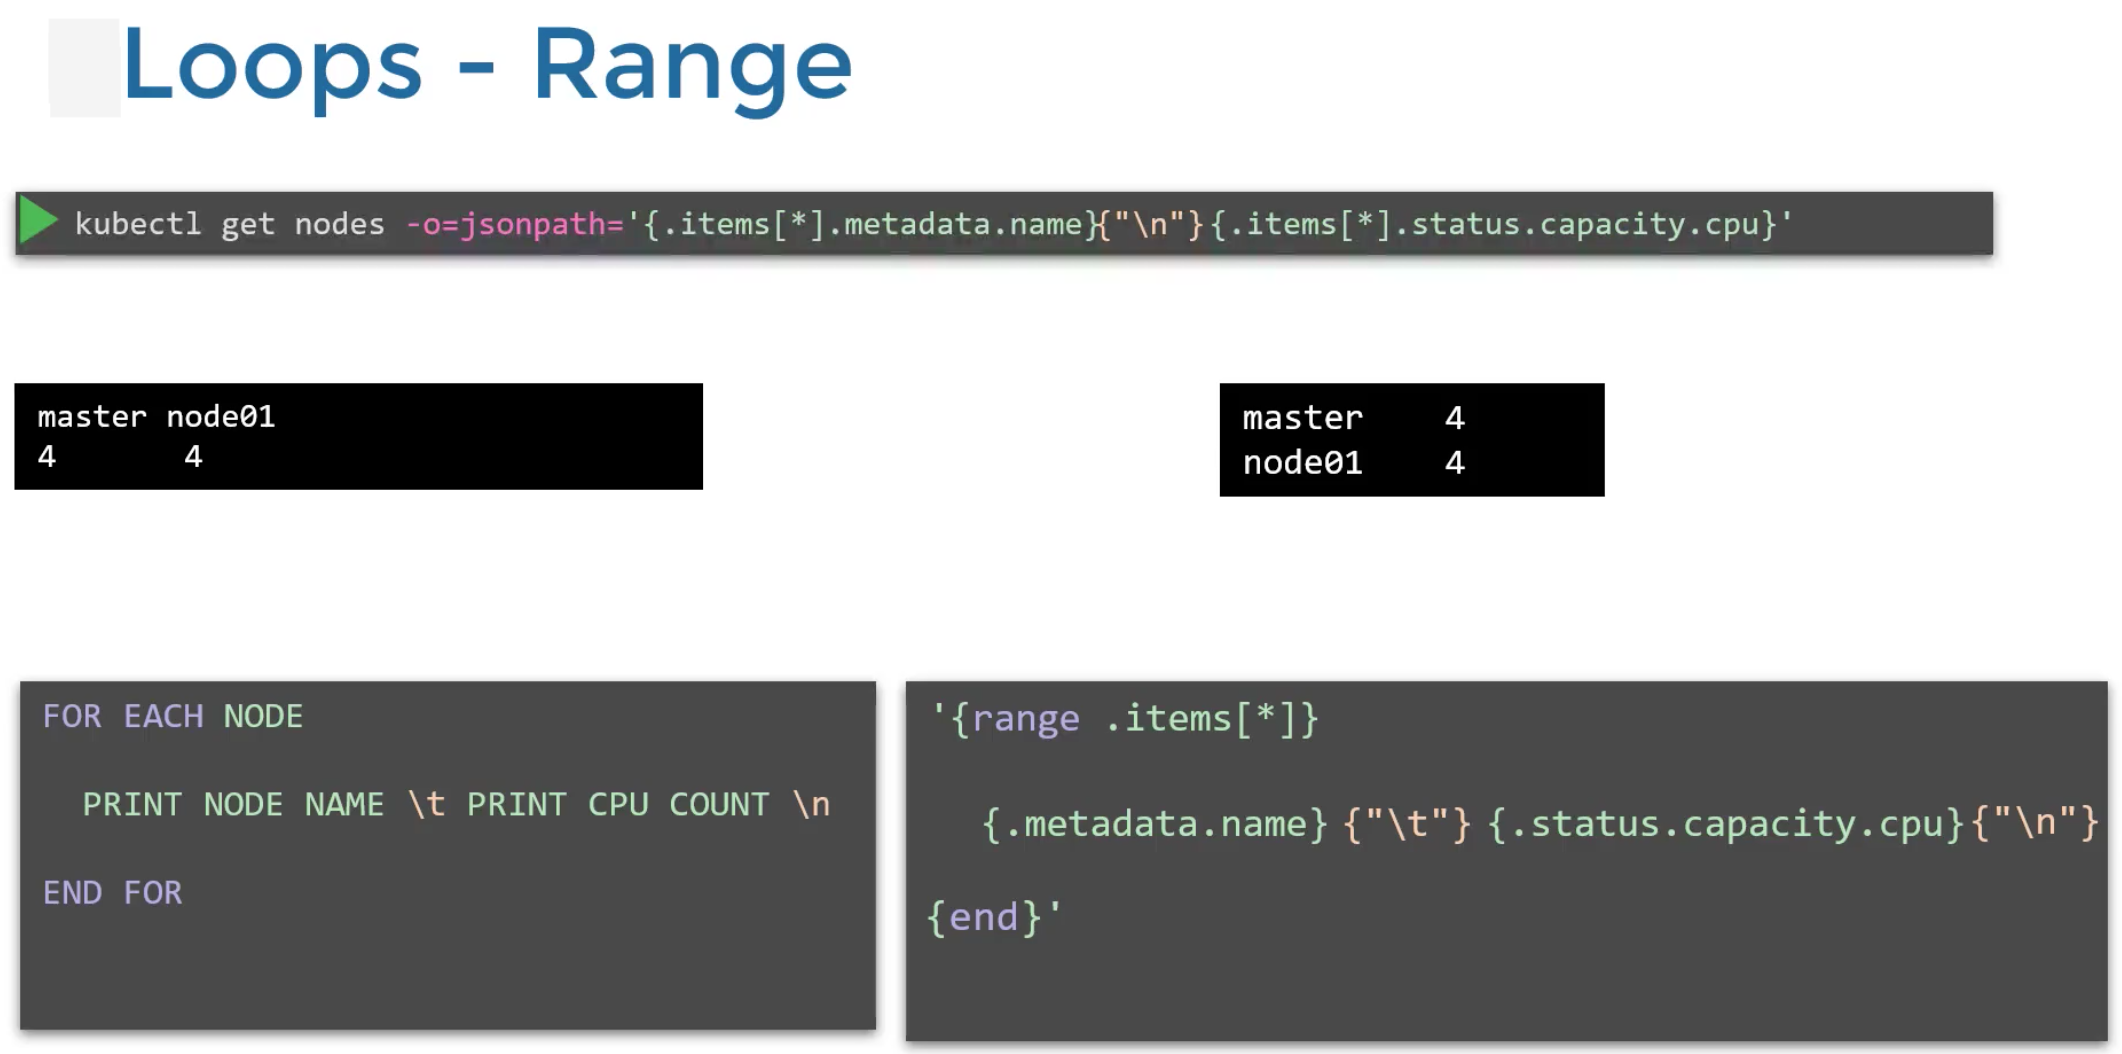 Loops - Range
kubectl get nodes -o=jsonpath='{.items[*].metadata.name}{"\n"}{.items[*].status.capacity.cpu}'
master node01
4 4
master 4
node01 4
FOR EACH NODE
PRINT NODE NAME \t PRINT CPU COUNT \n
END FOR
'{range .items[*]}
{.metadata.name} {"\t"} {.status.capacity.cpu}{"\n"}
{end}'